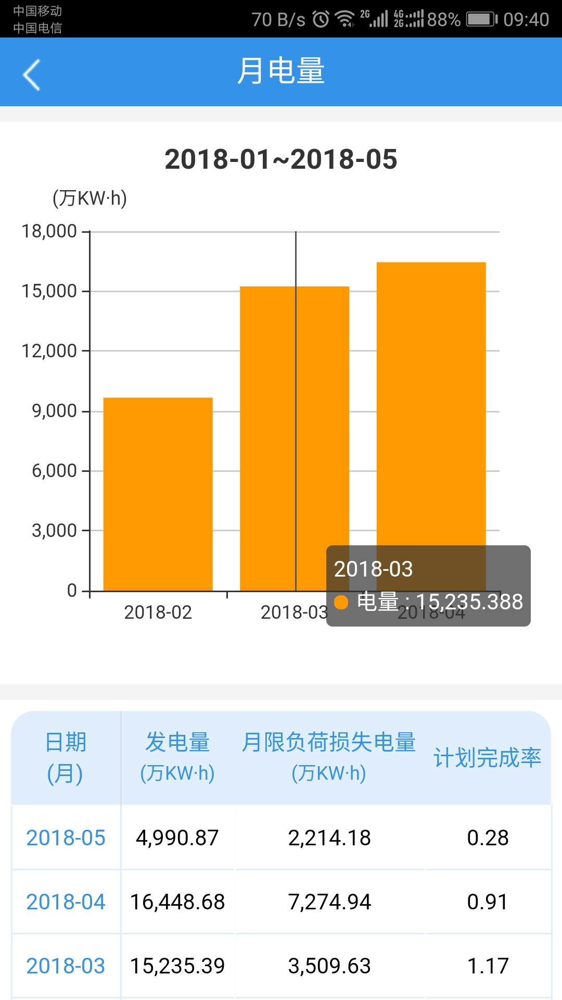 中国移动
中国电信
70 B/s
2G
4G
2G
88%
09:40
月电量
2018-01~2018-05
(万KW·h)
18,000
15,000
12,000
9,000
6,000
3,000
0
2018-02
2018-03
2018-04
2018-03
电量 : 15,235.388
日期
(月)
发电量
(万KW·h)
月限负荷损失电量
(万KW·h)
计划完成率
2018-05 4,990.87 2,214.18 0.28
2018-04 16,448.68 7,274.94 0.91
2018-03 15,235.39 3,509.63 1.17